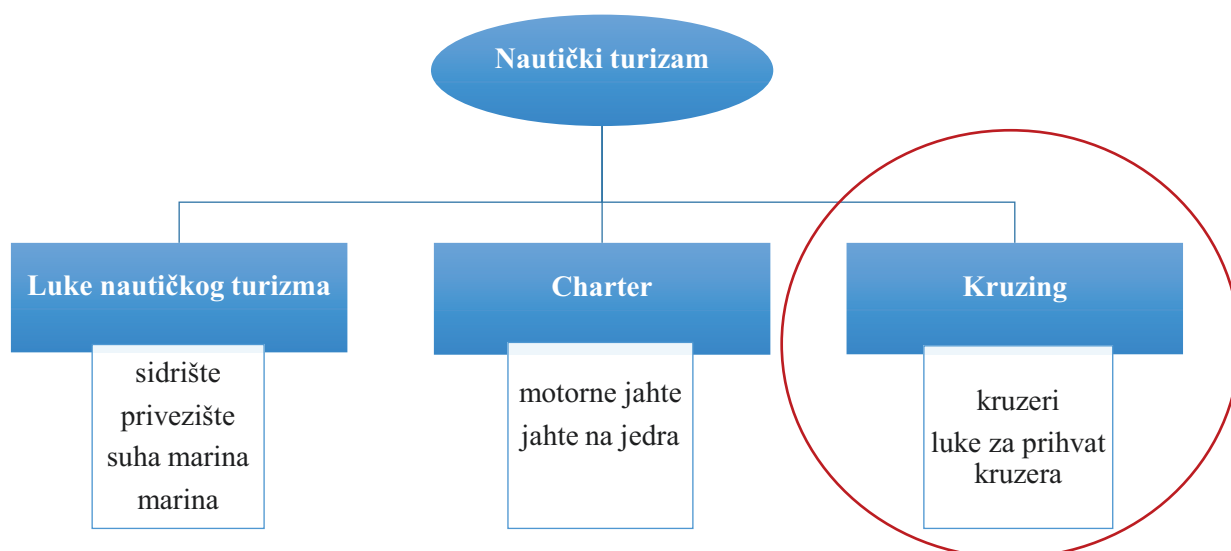 Nautički turizam
Luke nautičkog turizma
sidrište
privezište
suha marina
marina
Charter
motorne jahte
jahte na jedra
Kruzing
kruzeri
luke za prihvat
kruzera